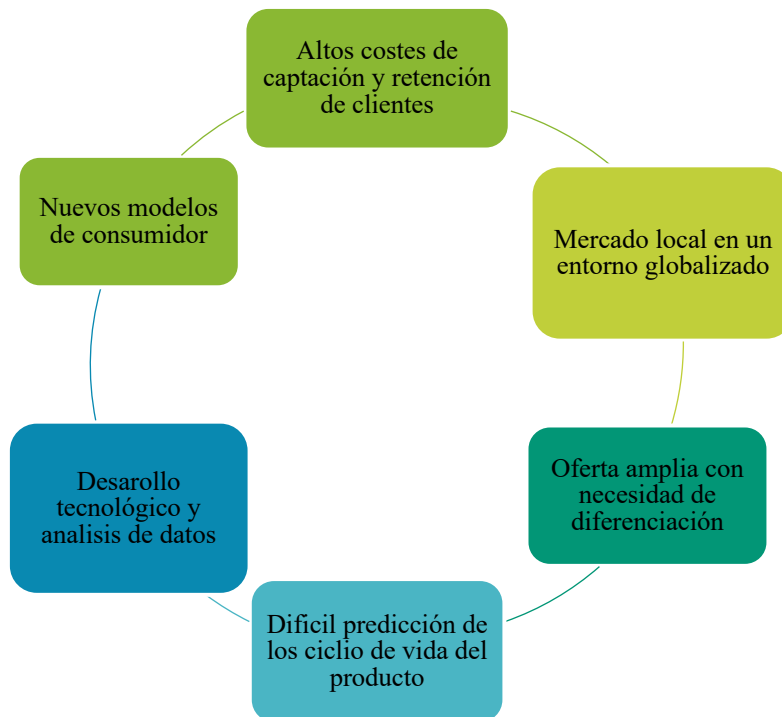 Altos costes de
captación y retención
de clientes
Mercado local en un
entorno globalizado
Oferta amplia con
necesidad de
diferenciación
Dificil predicción de
los ciclio de vida del
producto
Desarollo
tecnológico y
analisis de datos
Nuevos modelos
de consumidor